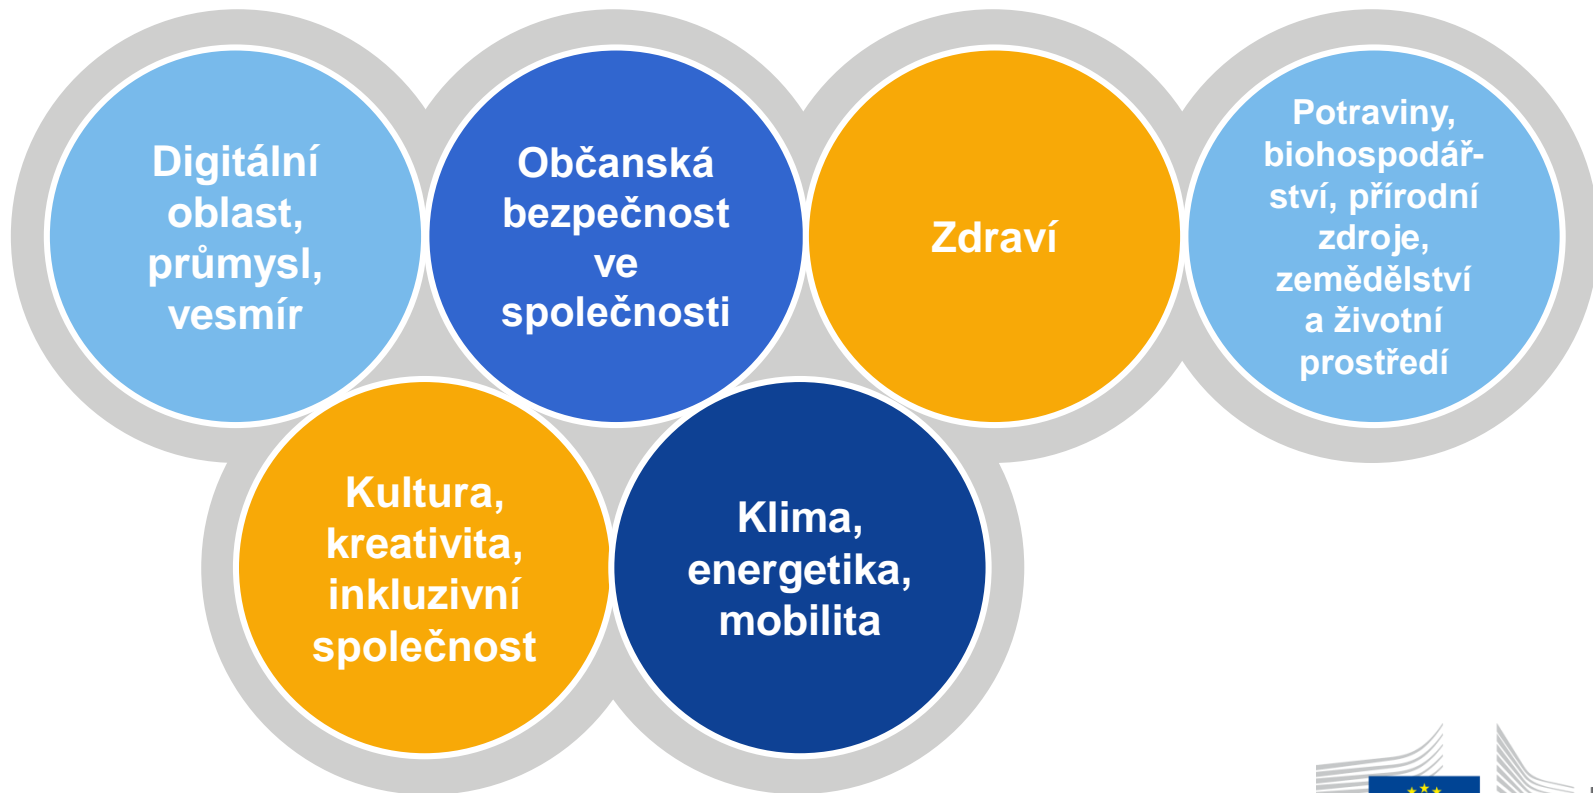 Digitální
oblast,
průmysl,
vesmír
Občanská
bezpečnost
ve
společnosti
Zdraví
Potraviny,
biohospodář-
ství, přírodní
zdroje,
zemědělství
a životní
prostředí
Kultura,
kreativita,
inkluzivní
společnost
Klima,
energetika,
mobilita